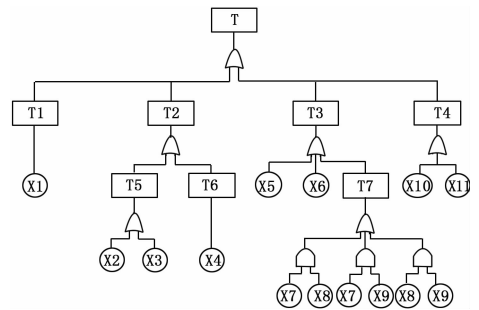 T
T1 T2 T3 T4
X1 T5 T6 X5 X6 T7 X10 X11
X2 X3 X4
X7 X8 X7 X9 X8 X9